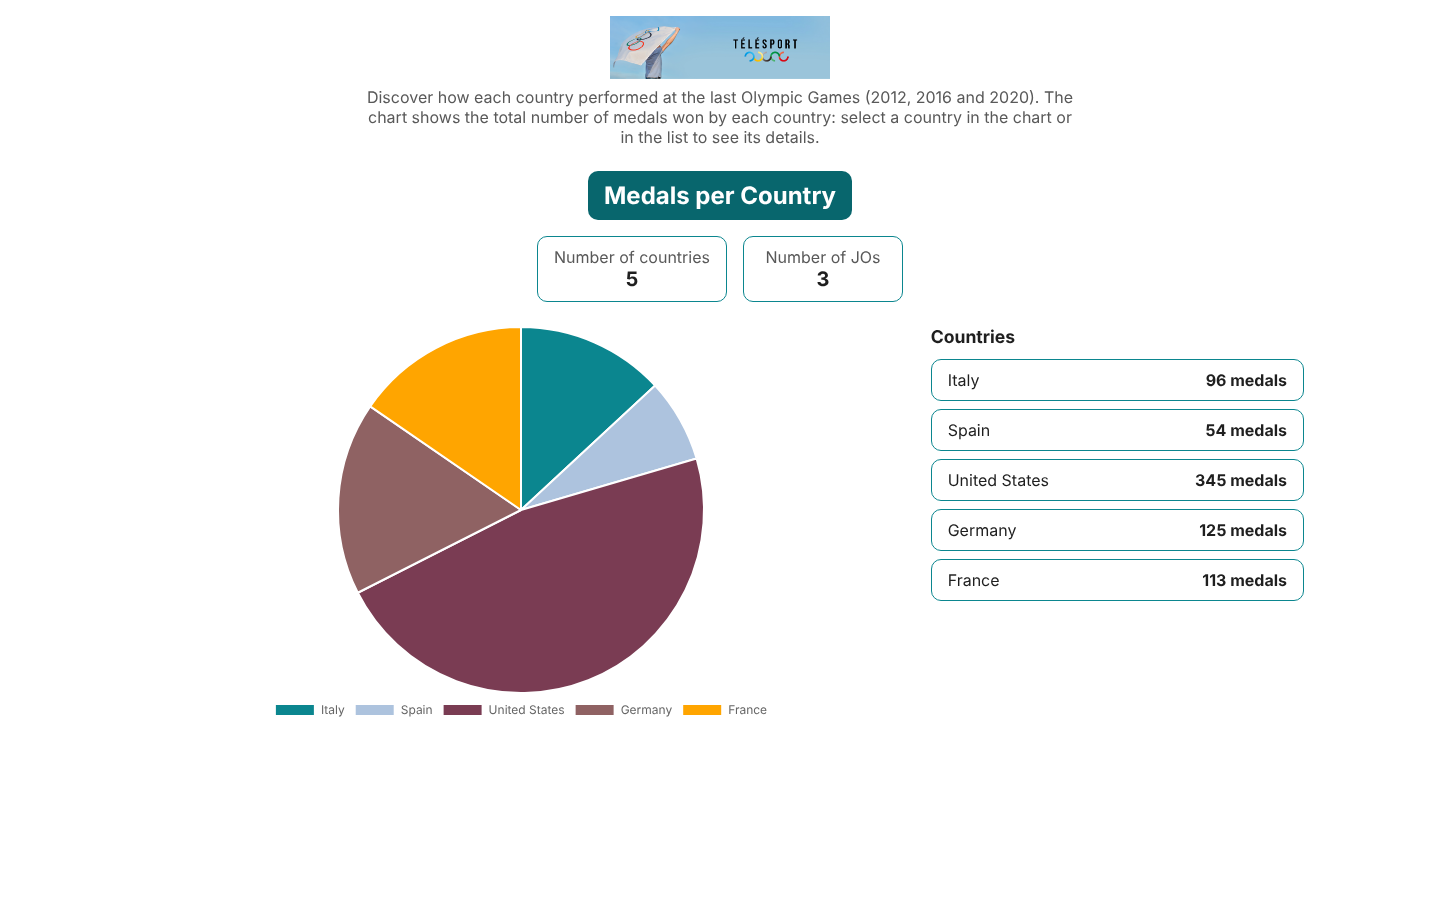 TÉLÉSPORT
Discover how each country performed at the last Olympic Games (2012, 2016 and 2020). The
chart shows the total number of medals won by each country: select a country in the chart or
in the list to see its details.
Medals per Country
Number of countries
5
Number of JOs
3
Countries
Italy 96 medals
Spain 54 medals
United States 345 medals
Germany 125 medals
France 113 medals
Italy Spain United States Germany France